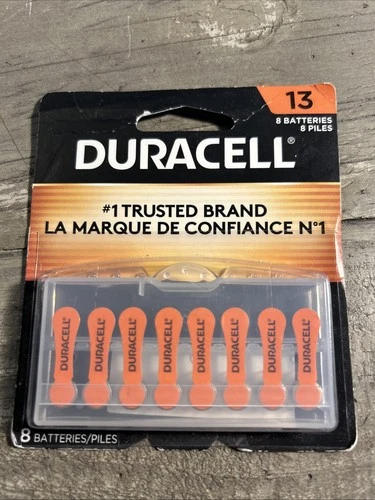 13
8 BATTERIES
8 PILES
DURACELL®
#1 TRUSTED BRAND
LA MARQUE DE CONFIANCE N°1
DURACELL
DURACELL
DURACELL
DURACELL
DURACELL
DURACELL
DURACELL
DURACELL
8 BATTERIES/PILES